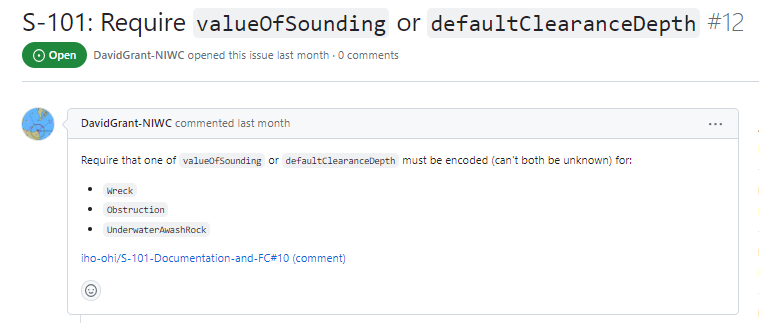 S-101: Require valueOfSounding or defaultClearanceDepth #12
Open DavidGrant-NIWC opened this issue last month · 0 comments
DavidGrant-NIWC commented last month
Require that one of valueOfSounding or defaultClearanceDepth must be encoded (can't both be unknown) for:
Wreck
Obstruction
UnderwaterAwashRock
iho-ohi/S-101-Documentation-and-FC#10 (comment)